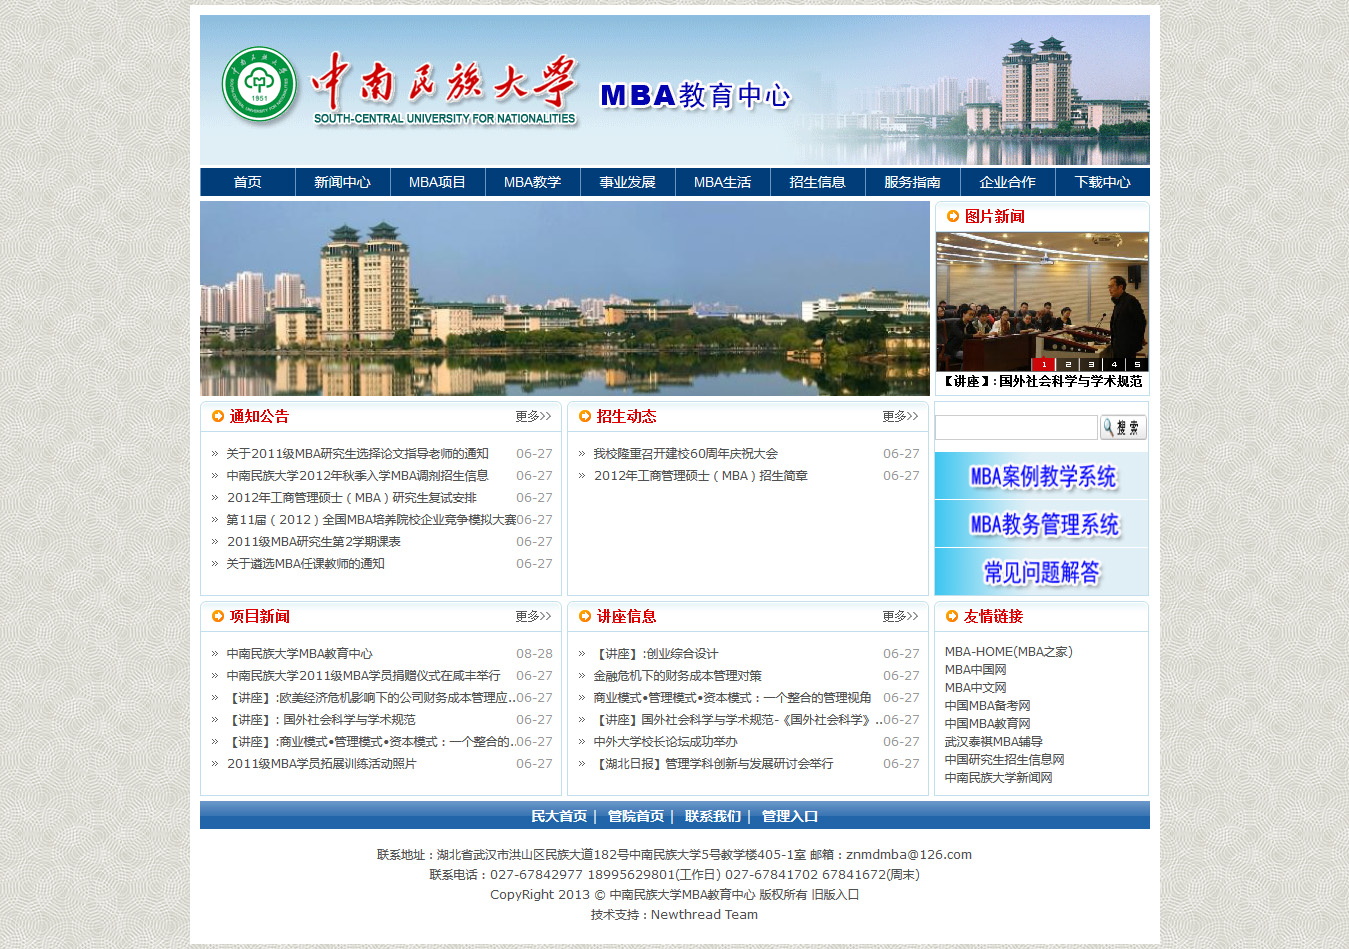 中南民族大学
SOUTH-CENTRAL UNIVERSITY FOR NATIONALITIES
1951
MBA教育中心
首页 新闻中心 MBA项目 MBA教学 事业发展 MBA生活 招生信息 服务指南 企业合作 下载中心
图片新闻
1 2 3 4 5
【讲座】: 国外社会科学与学术规范
通知公告 更多>>
» 关于2011级MBA研究生选择论文指导老师的通知 06-27
» 中南民族大学2012年秋季入学MBA调剂招生信息 06-27
» 2012年工商管理硕士（MBA）研究生复试安排 06-27
» 第11届（2012）全国MBA培养院校企业竞争模拟大赛 06-27
» 2011级MBA研究生第2学期课表 06-27
» 关于遴选MBA任课教师的通知 06-27
招生动态 更多>>
» 我校隆重召开建校60周年庆祝大会 06-27
» 2012年工商管理硕士（MBA）招生简章 06-27
搜索
MBA案例教学系统
MBA教务管理系统
常见问题解答
项目新闻 更多>>
» 中南民族大学MBA教育中心 08-28
» 中南民族大学2011级MBA学员捐赠仪式在咸丰举行 06-27
» 【讲座】:欧美经济危机影响下的公司财务成本管理应.. 06-27
» 【讲座】: 国外社会科学与学术规范 06-27
» 【讲座】:商业模式•管理模式•资本模式：一个整合的.. 06-27
» 2011级MBA学员拓展训练活动照片 06-27
讲座信息 更多>>
» 【讲座】:创业综合设计 06-27
» 金融危机下的财务成本管理对策 06-27
» 商业模式•管理模式•资本模式：一个整合的管理视角 06-27
» 【讲座】国外社会科学与学术规范-《国外社会科学》.. 06-27
» 中外大学校长论坛成功举办 06-27
» 【湖北日报】管理学科创新与发展研讨会举行 06-27
友情链接
MBA-HOME(MBA之家)
MBA中国网
MBA中文网
中国MBA备考网
中国MBA教育网
武汉泰祺MBA辅导
中国研究生招生信息网
中南民族大学新闻网
民大首页 | 管院首页 | 联系我们 | 管理入口
联系地址：湖北省武汉市洪山区民族大道182号中南民族大学5号教学楼405-1室 邮箱：znmdmba@126.com
联系电话：027-67842977 18995629801(工作日) 027-67841702 67841672(周末)
CopyRight 2013 © 中南民族大学MBA教育中心 版权所有 旧版入口
技术支持：Newthread Team